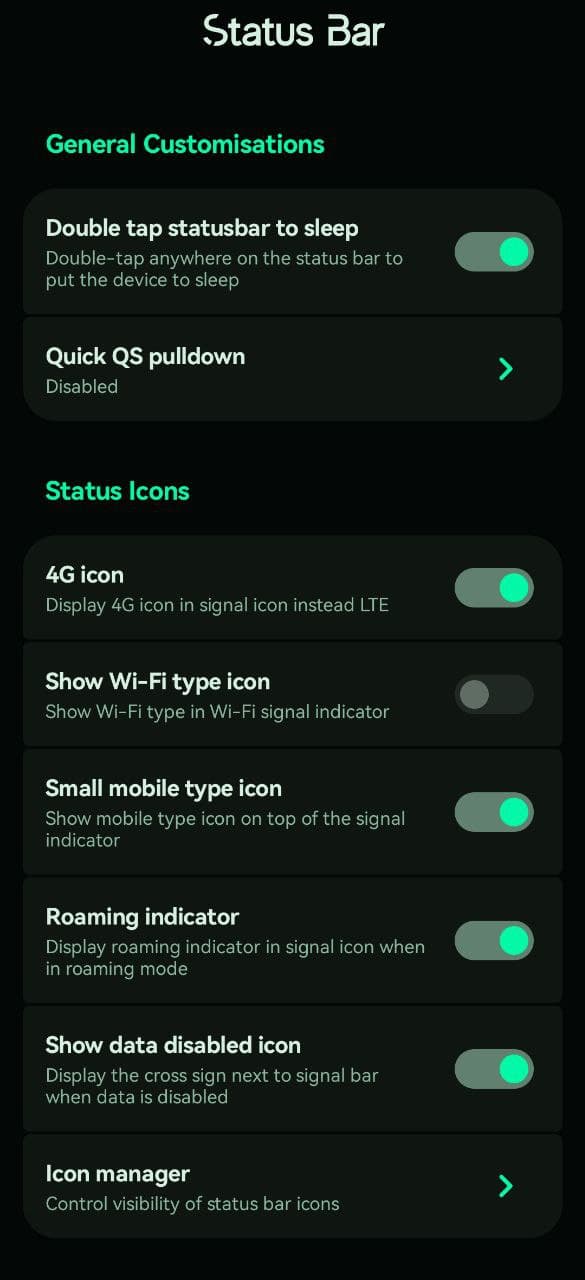 Status Bar
General Customisations
Double tap statusbar to sleep
Double-tap anywhere on the status bar to
put the device to sleep
Quick QS pulldown
Disabled
Status Icons
4G icon
Display 4G icon in signal icon instead LTE
Show Wi-Fi type icon
Show Wi-Fi type in Wi-Fi signal indicator
Small mobile type icon
Show mobile type icon on top of the signal
indicator
Roaming indicator
Display roaming indicator in signal icon when
in roaming mode
Show data disabled icon
Display the cross sign next to signal bar
when data is disabled
Icon manager
Control visibility of status bar icons